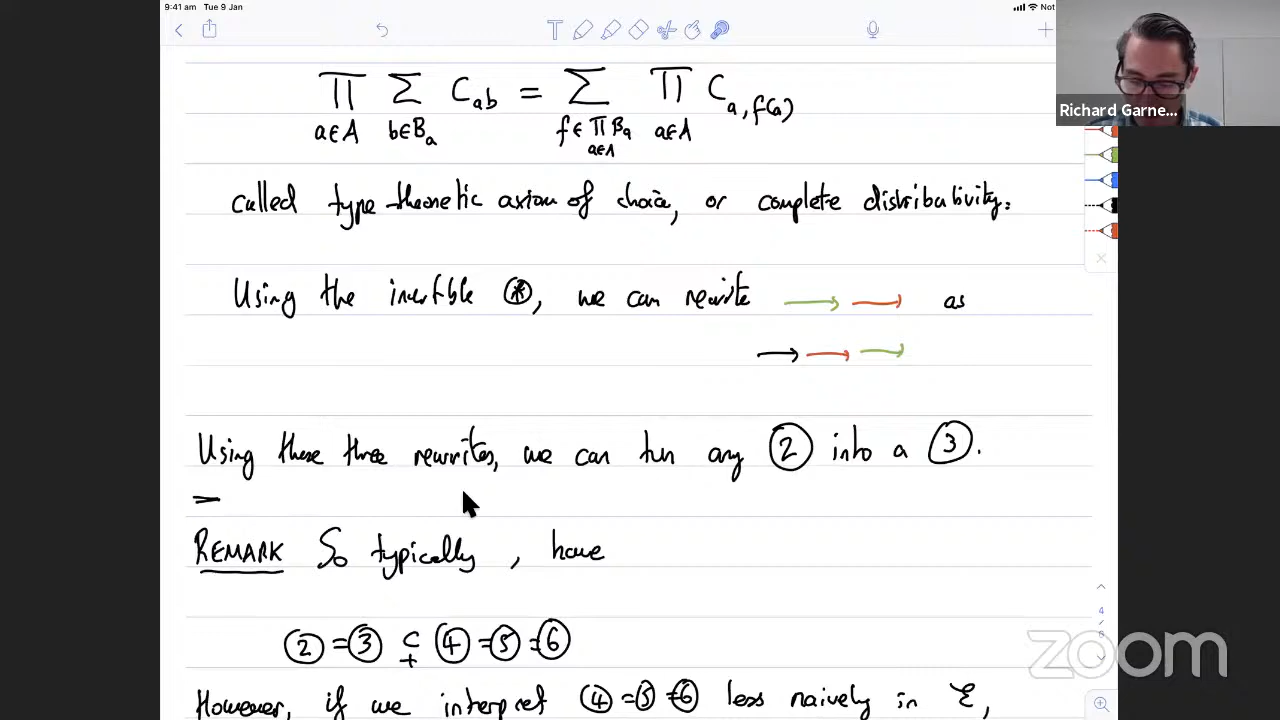 9:41 am Tue 9 Jan
Not
Richard Garne...
∏ ∑ C_ab = ∑ ∏ C_a,f(a)
a∈A b∈B_a f∈∏B_a a∈A
a∈A
called type-theoretic axiom of choice, or complete distributivity.
Using the invertible ⊛, we can rewrite → → as
→ → →
Using these three rewrites, we can turn any ② into a ③.
REMARK So typically, have
② = ③ ⊊ ④ = ⑤ = ⑥
However, if we interpret ④ = ⑤ = ⑥ less naively in ℰ,
4
/
6
zoom